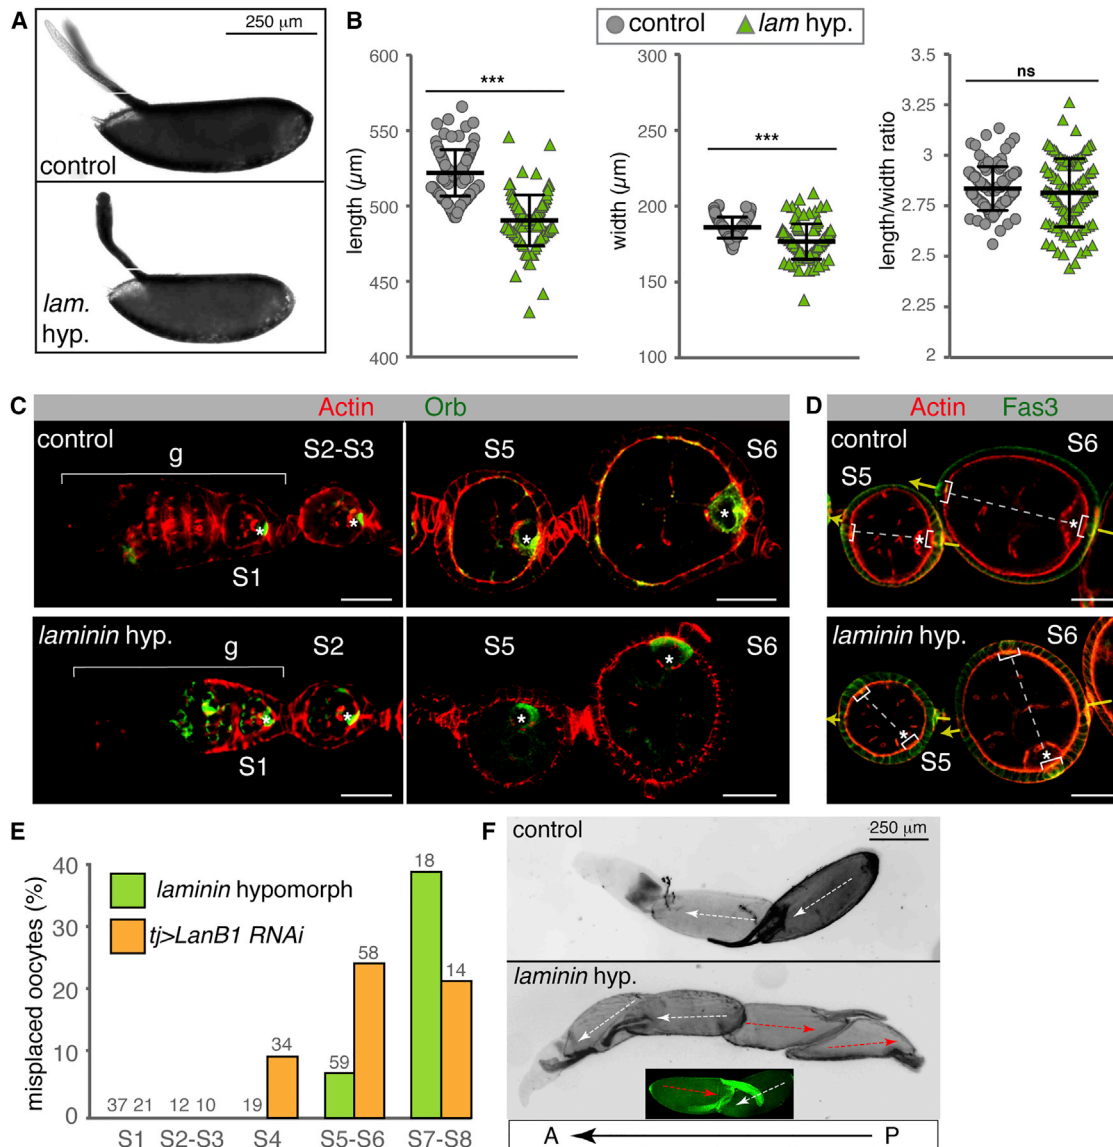 A
250 μm
control
lam.
hyp.
B
control
lam hyp.
length (μm)
600
550
500
450
400
***
width (μm)
300
250
200
150
100
***
length/width ratio
3.5
3.25
3
2.75
2.5
2.25
2
ns
C
Actin Orb
control
g
S2-S3
S1
*
*
S5
S6
*
*
laminin hyp.
g
S2
S1
*
*
S5
S6
*
*
D
Actin Fas3
control
S5
S6
*
*
laminin hyp.
S6
S5
*
*
E
misplaced oocytes (%)
40
30
20
10
0
laminin hypomorph
tj>LanB1 RNAi
37 21
12 10
19 34
59 58
18 14
S1 S2-S3 S4 S5-S6 S7-S8
F
control
250 μm
laminin hyp.
A P